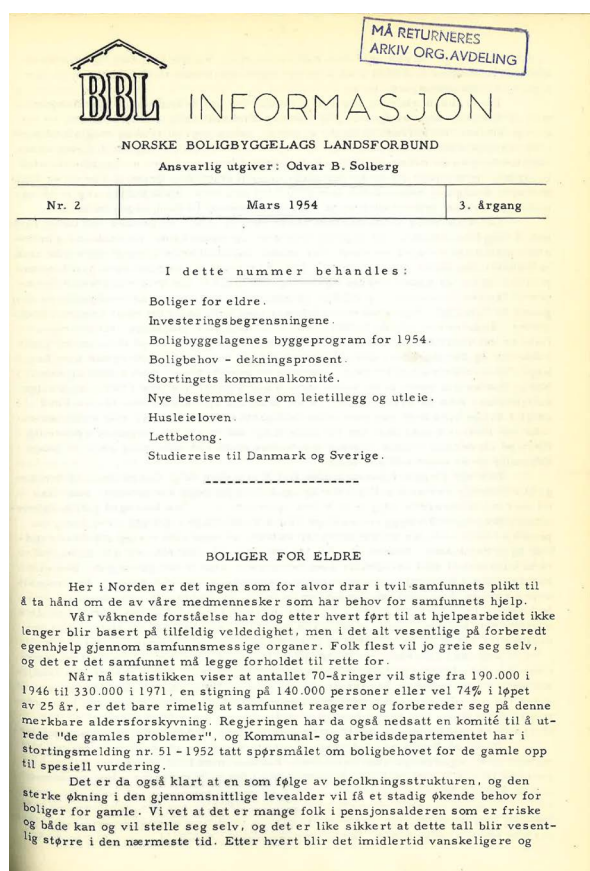 MÅ RETURNERES
ARKIV ORG. AVDELING
BBL INFORMASJON
NORSKE BOLIGBYGGELAGS LANDSFORBUND
Ansvarlig utgiver: Odvar B. Solberg
Nr. 2 Mars 1954 3. årgang
I dette nummer behandles:
Boliger for eldre.
Investeringsbegrensningene.
Boligbyggelagenes byggeprogram for 1954.
Boligbehov - dekningsprosent.
Stortingets kommunalkomité.
Nye bestemmelser om leietillegg og utleie.
Husleieloven.
Lettbetong.
Studiereise til Danmark og Sverige.
---------------------
BOLIGER FOR ELDRE
Her i Norden er det ingen som for alvor drar i tvil samfunnets plikt til
å ta hånd om de av våre medmennesker som har behov for samfunnets hjelp.
Vår våknende forståelse har dog etter hvert ført til at hjelpearbeidet ikke
lenger blir basert på tilfeldig veldedighet, men i det alt vesentlige på forberedt
egenhjelp gjennom samfunnsmessige organer. Folk flest vil jo greie seg selv,
og det er det samfunnet må legge forholdet til rette for.
Når nå statistikken viser at antallet 70-åringer vil stige fra 190.000 i
1946 til 330.000 i 1971, en stigning på 140.000 personer eller vel 74% i løpet
av 25 år, er det bare rimelig at samfunnet reagerer og forbereder seg på denne
merkbare aldersforskyvning. Regjeringen har da også nedsatt en komité til å ut-
rede "de gamles problemer", og Kommunal- og arbeidsdepartementet har i
stortingsmelding nr. 51 - 1952 tatt spørsmålet om boligbehovet for de gamle opp
til spesiell vurdering.
Det er da også klart at en som følge av befolkningsstrukturen, og den
sterke økning i den gjennomsnittlige levealder vil få et stadig økende behov for
boliger for gamle. Vi vet at det er mange folk i pensjonsalderen som er friske
og både kan og vil stelle seg selv, og det er like sikkert at dette tall blir vesent-
lig større i den nærmeste tid. Etter hvert blir det imidlertid vanskeligere og